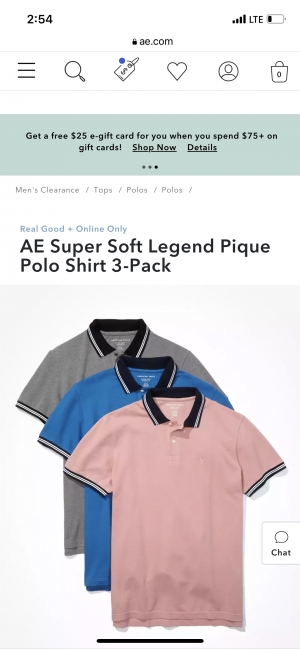 2:54
LTE
ae.com
0
Get a free $25 e-gift card for you when you spend $75+ on
gift cards! Shop Now Details
Men's Clearance / Tops / Polos / Polos /
Real Good + Online Only
AE Super Soft Legend Pique
Polo Shirt 3-Pack
Chat